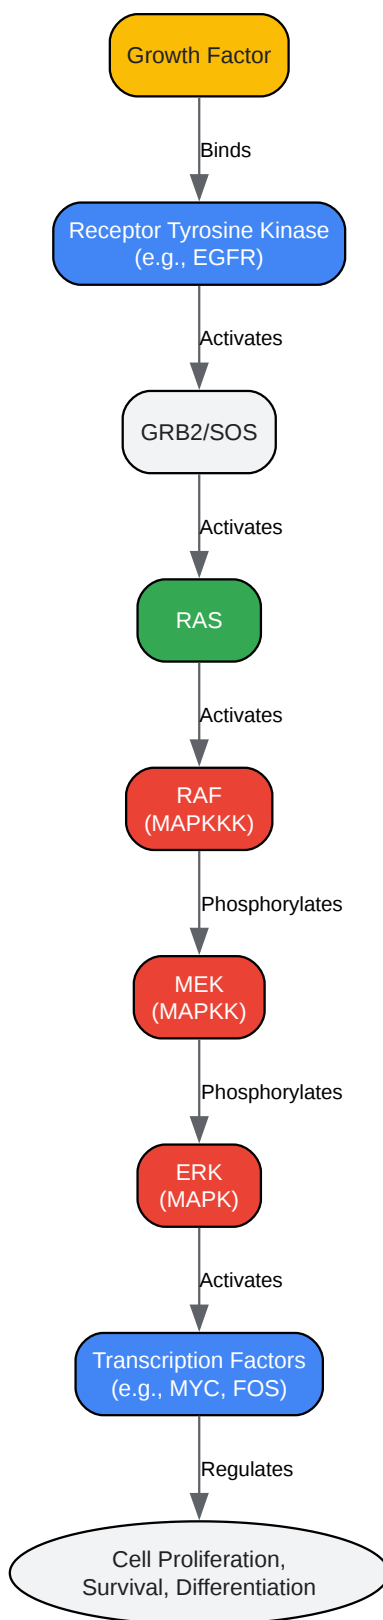 Growth Factor
Binds
Receptor Tyrosine Kinase
(e.g., EGFR)
Activates
GRB2/SOS
Activates
RAS
Activates
RAF
(MAPKKK)
Phosphorylates
MEK
(MAPKK)
Phosphorylates
ERK
(MAPK)
Activates
Transcription Factors
(e.g., MYC, FOS)
Regulates
Cell Proliferation,
Survival, Differentiation